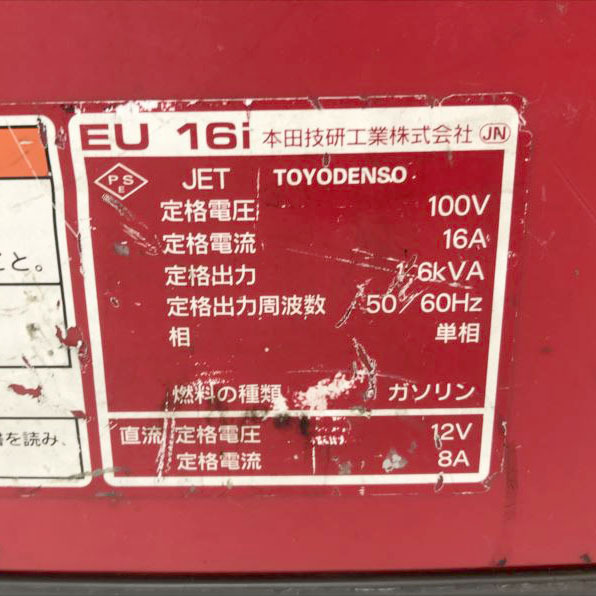 EU 16i 本田技研工業株式会社 JN
PSE JET TOYODENSO
定格電圧 100V
定格電流 16A
定格出力 6kVA
定格出力周波数 50/60Hz
相 単相
燃料の種類 ガソリン
直流 定格電圧 12V
定格電流 8A
と。
を読み、